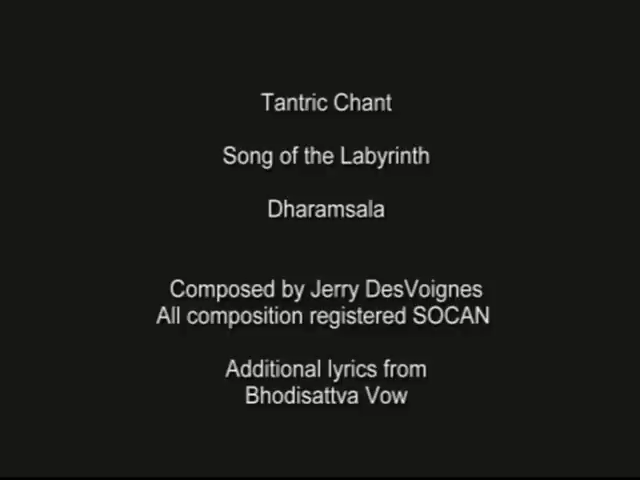 Tantric Chant
Song of the Labyrinth
Dharamsala
Composed by Jerry DesVoignes
All composition registered SOCAN
Additional lyrics from
Bhodisattva Vow